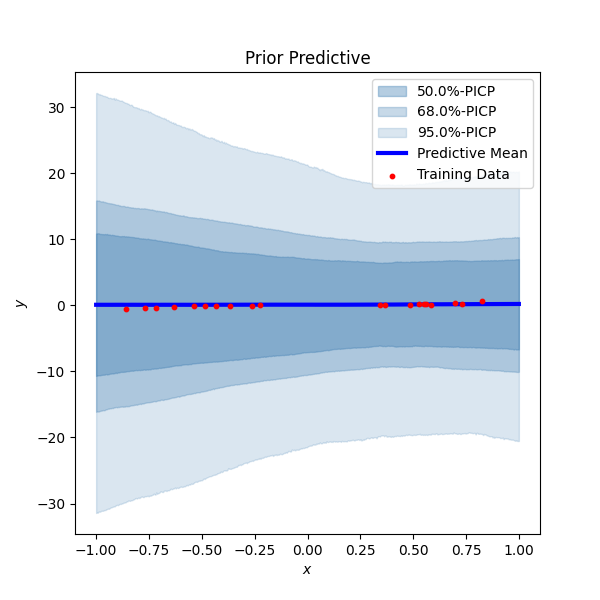 Prior Predictive
50.0%-PICP
68.0%-PICP
95.0%-PICP
Predictive Mean
Training Data
30
20
10
0
−10
−20
−30
y
−1.00 −0.75 −0.50 −0.25 0.00 0.25 0.50 0.75 1.00
x